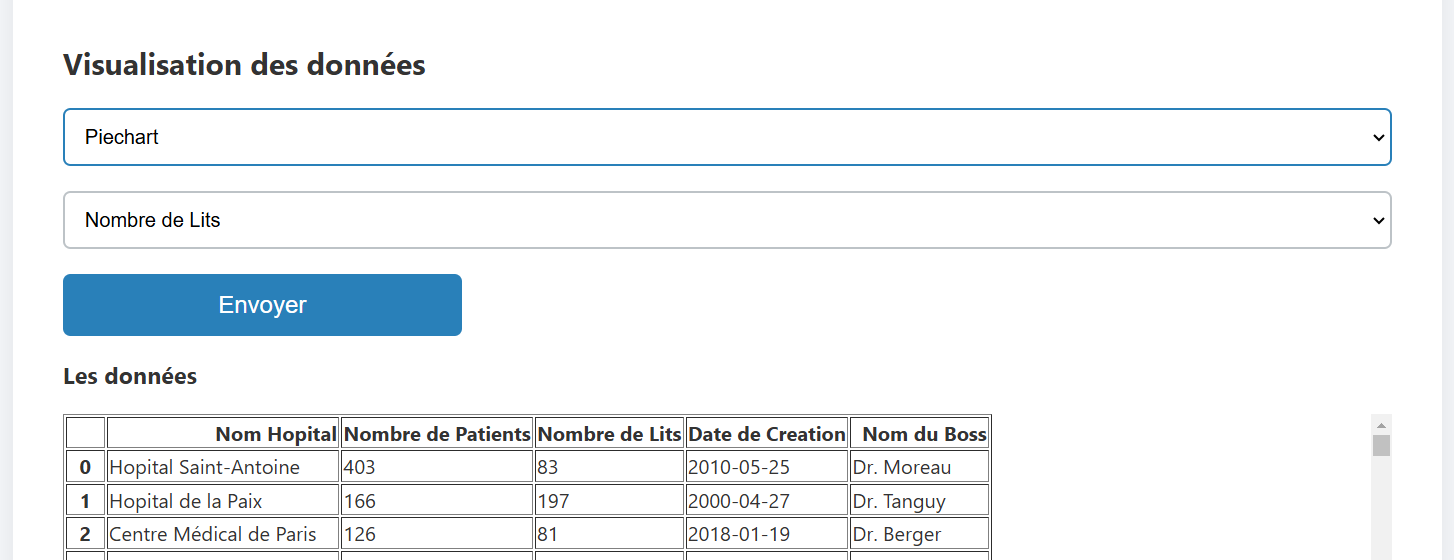 Visualisation des données
Piechart
Nombre de Lits
Envoyer
Les données
Nom Hopital Nombre de Patients Nombre de Lits Date de Creation Nom du Boss
0 Hopital Saint-Antoine 403 83 2010-05-25 Dr. Moreau
1 Hopital de la Paix 166 197 2000-04-27 Dr. Tanguy
2 Centre Médical de Paris 126 81 2018-01-19 Dr. Berger